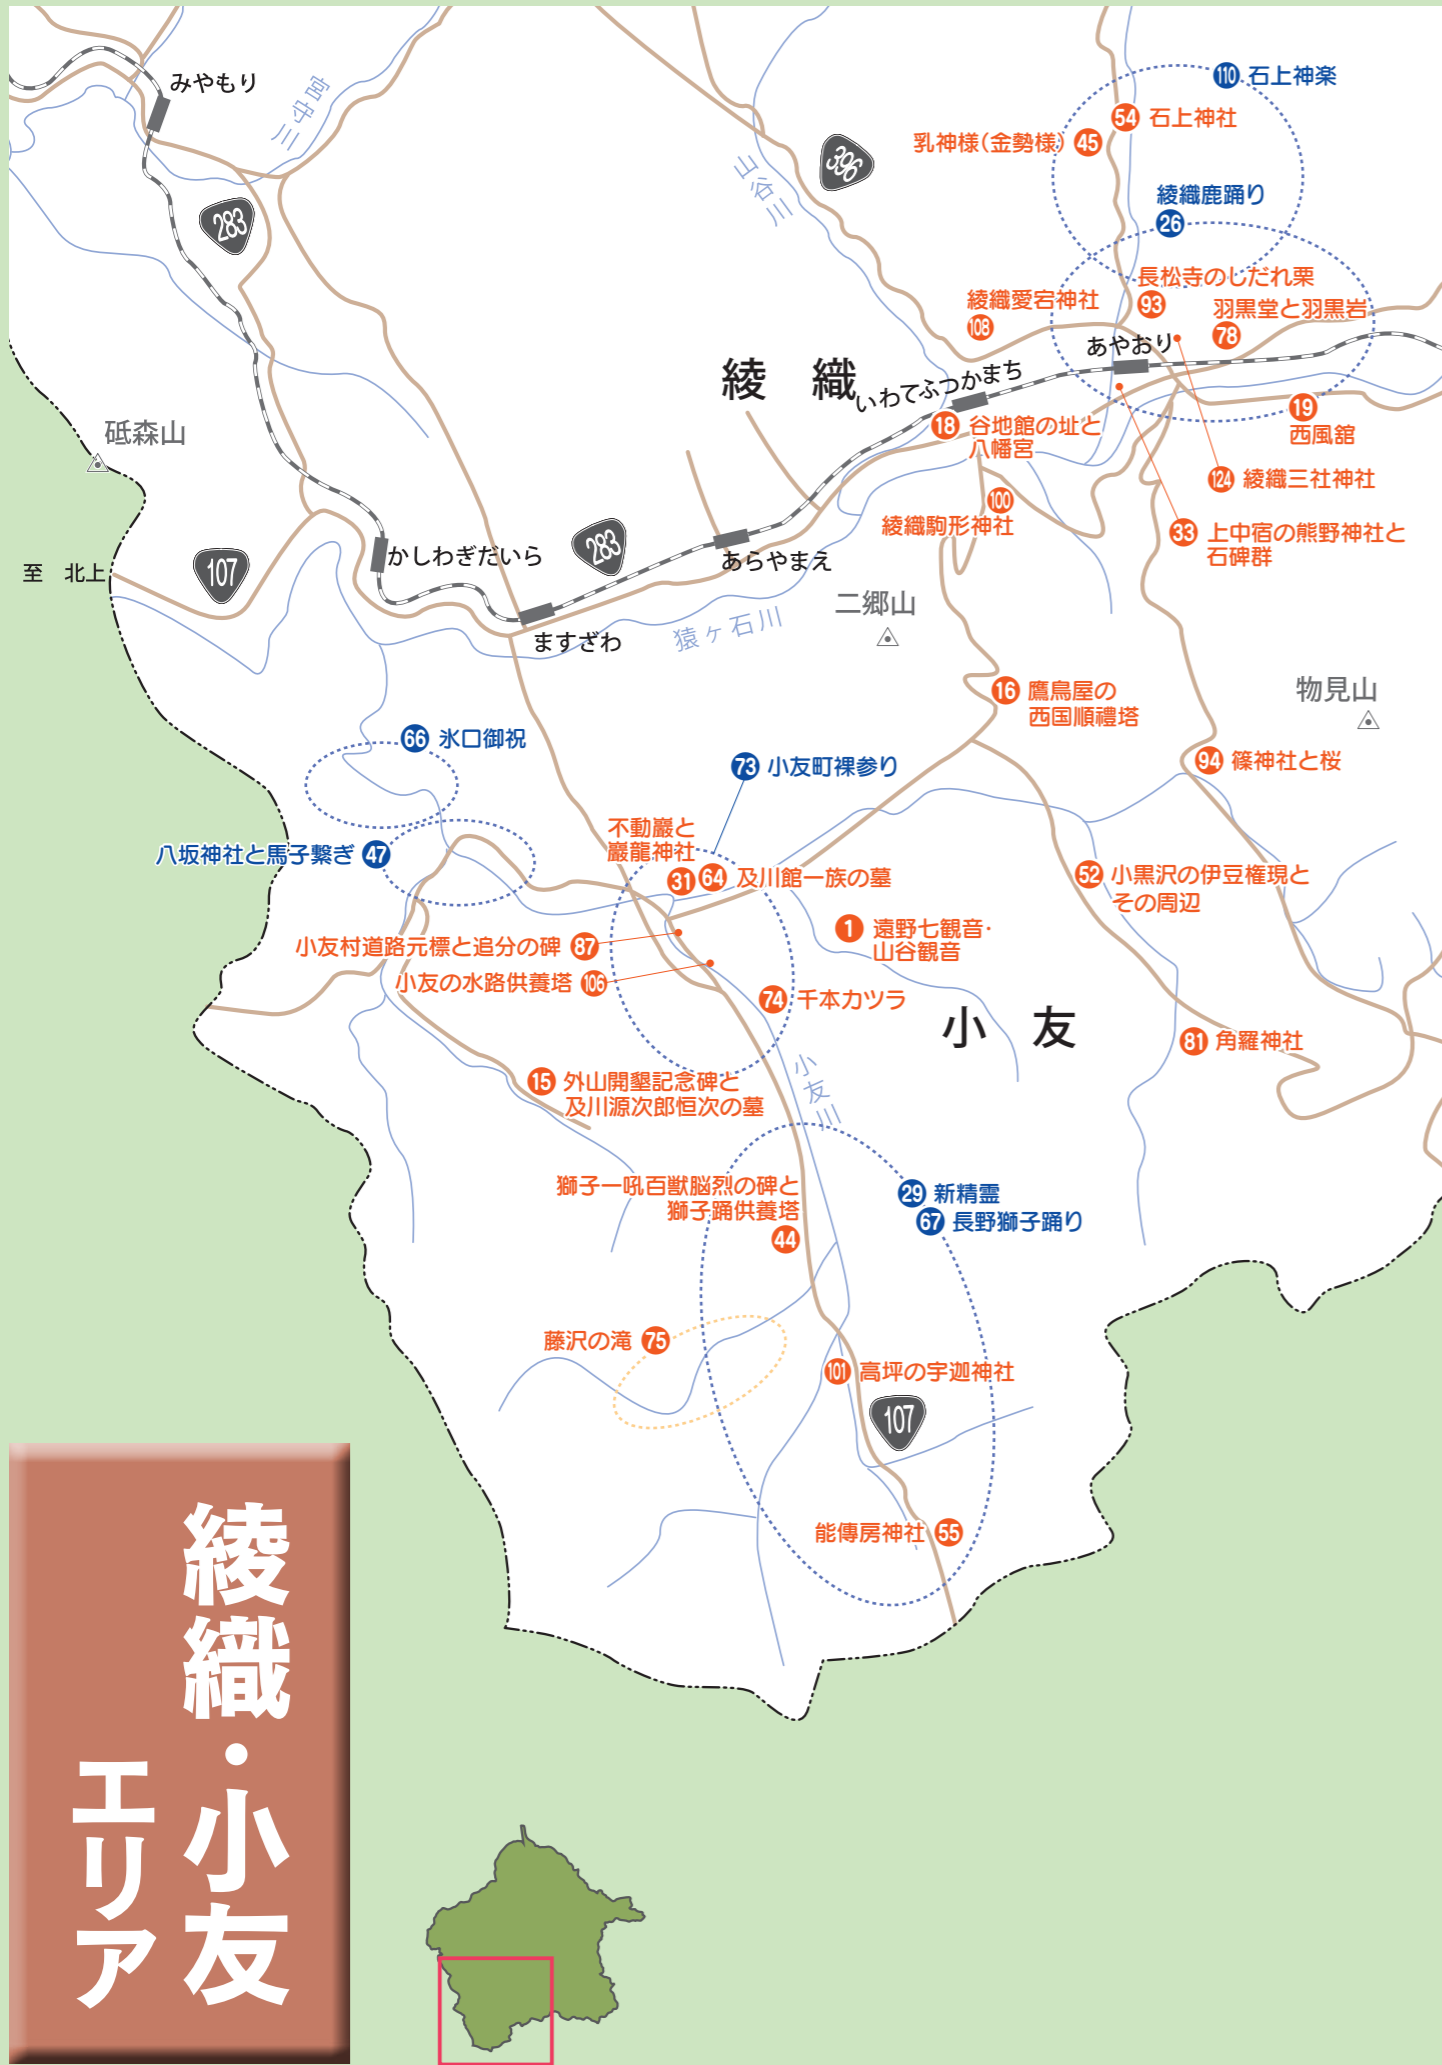 みやもり
宮守川
283
山谷川
396
110 石上神楽
54 石上神社
乳神様(金勢様) 45
綾織鹿踊り
26
長松寺のしだれ栗
93
羽黒堂と羽黒岩
78
綾織愛宕神社
108
綾 織
あやおり
いわてふつかまち
18 谷地館の址と
八幡宮
19
西風舘
124 綾織三社神社
100
綾織駒形神社
33 上中宿の熊野神社と
石碑群
砥森山
至 北上
107
かしわぎだいら
283
あらやまえ
ますざわ
猿ヶ石川
二郷山
物見山
16 鷹鳥屋の
西国順禮塔
94 篠神社と桜
66 氷口御祝
73 小友町裸参り
八坂神社と馬子繋ぎ 47
不動巖と
巖龍神社
31
64 及川館一族の墓
52 小黒沢の伊豆権現と
その周辺
1 遠野七観音・
山谷観音
小友村道路元標と追分の碑 87
小友の水路供養塔 106
74 千本カツラ
小 友
81 角羅神社
小友川
15 外山開墾記念碑と
及川源次郎恒次の墓
獅子一吼百獣脳烈の碑と
獅子踊供養塔
44
29 新精霊
67 長野獅子踊り
藤沢の滝 75
101 高坪の宇迦神社
107
能傳房神社 55
綾織・小友
エリア